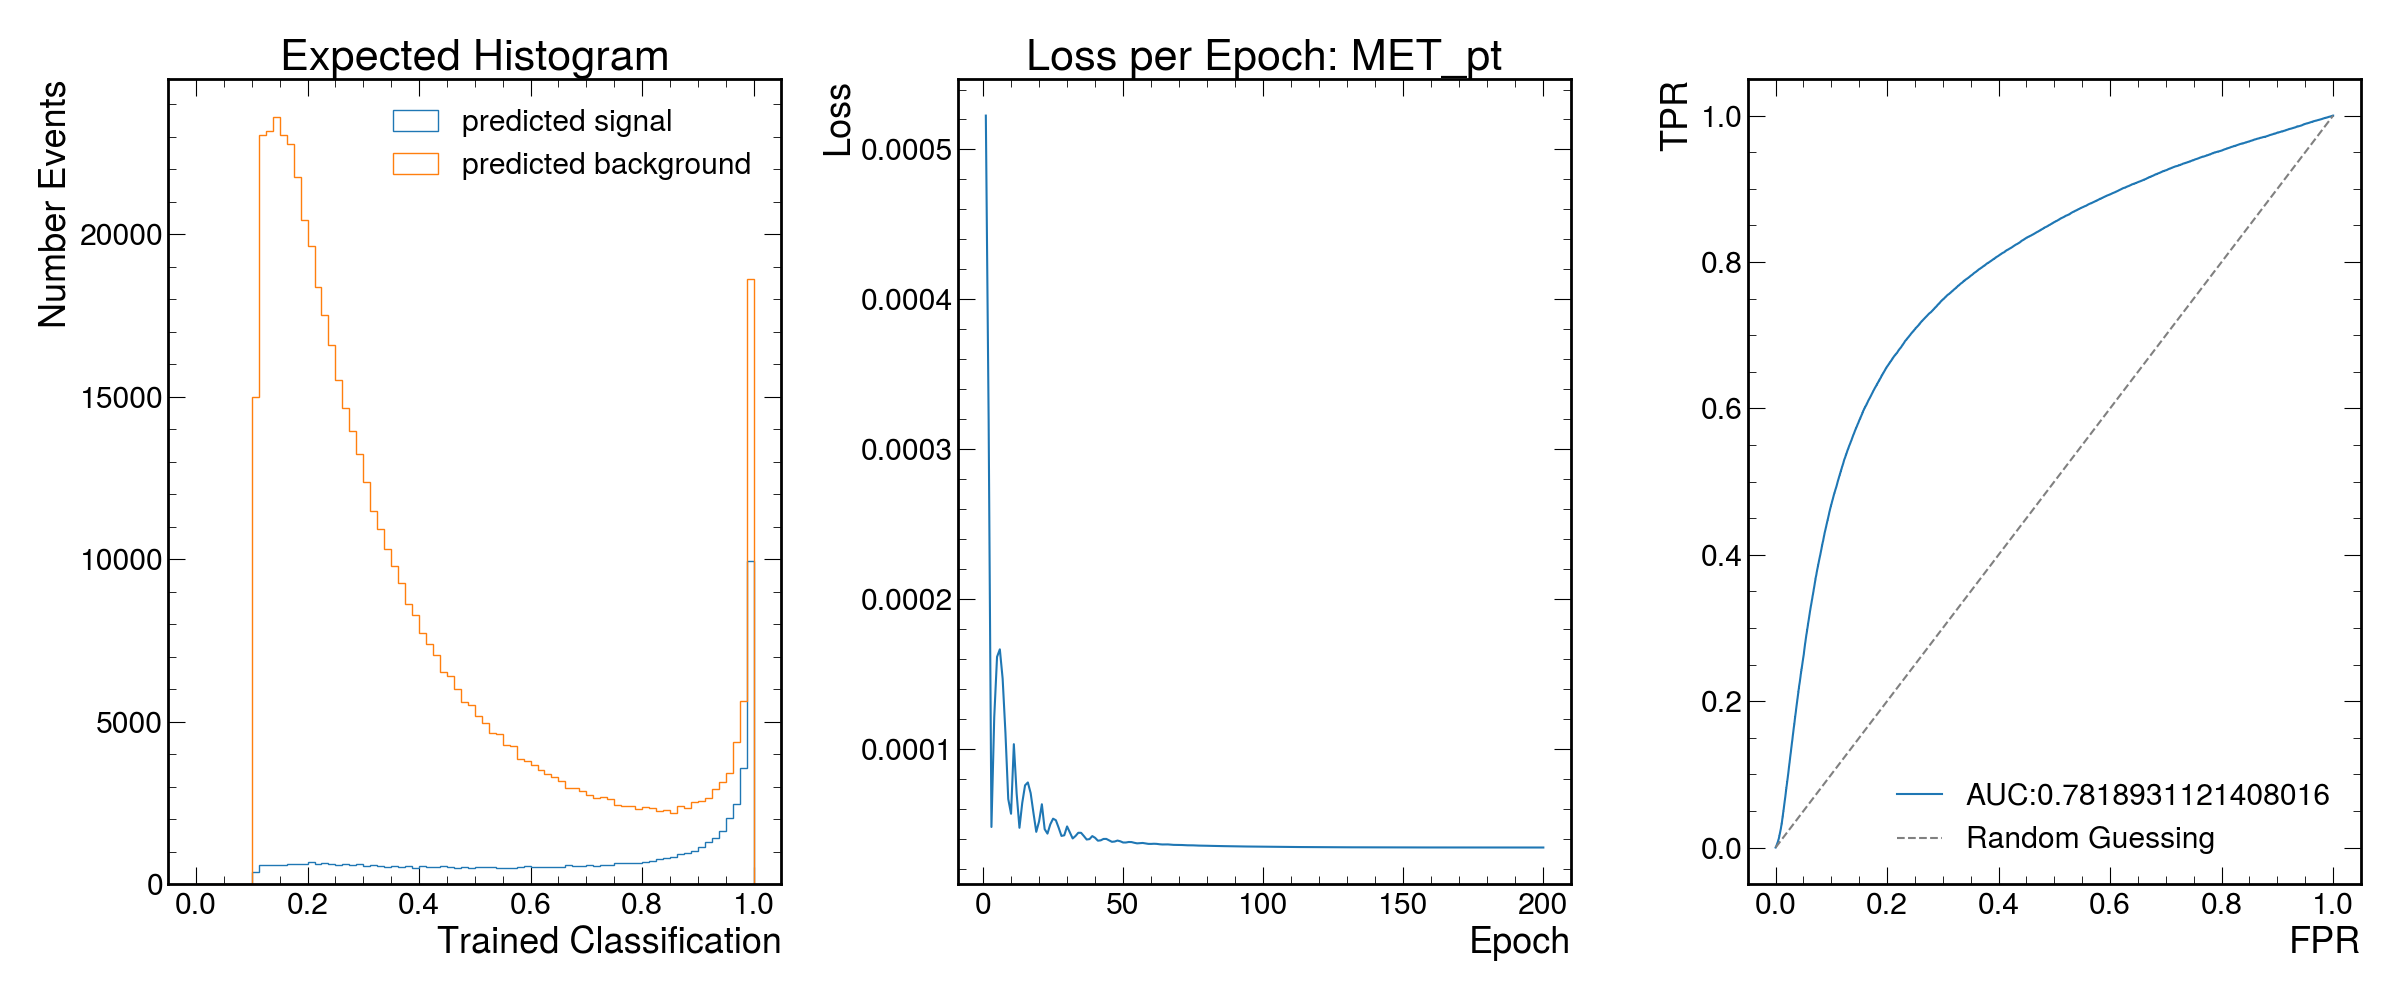 Expected Histogram
Number Events
predicted signal
predicted background
20000
15000
10000
5000
0
0.0 0.2 0.4 0.6 0.8 1.0
Trained Classification
Loss per Epoch: MET_pt
Loss
0.0005
0.0004
0.0003
0.0002
0.0001
0 50 100 150 200
Epoch
TPR
1.0
0.8
0.6
0.4
0.2
0.0
AUC:0.7818931121408016
Random Guessing
0.0 0.2 0.4 0.6 0.8 1.0
FPR